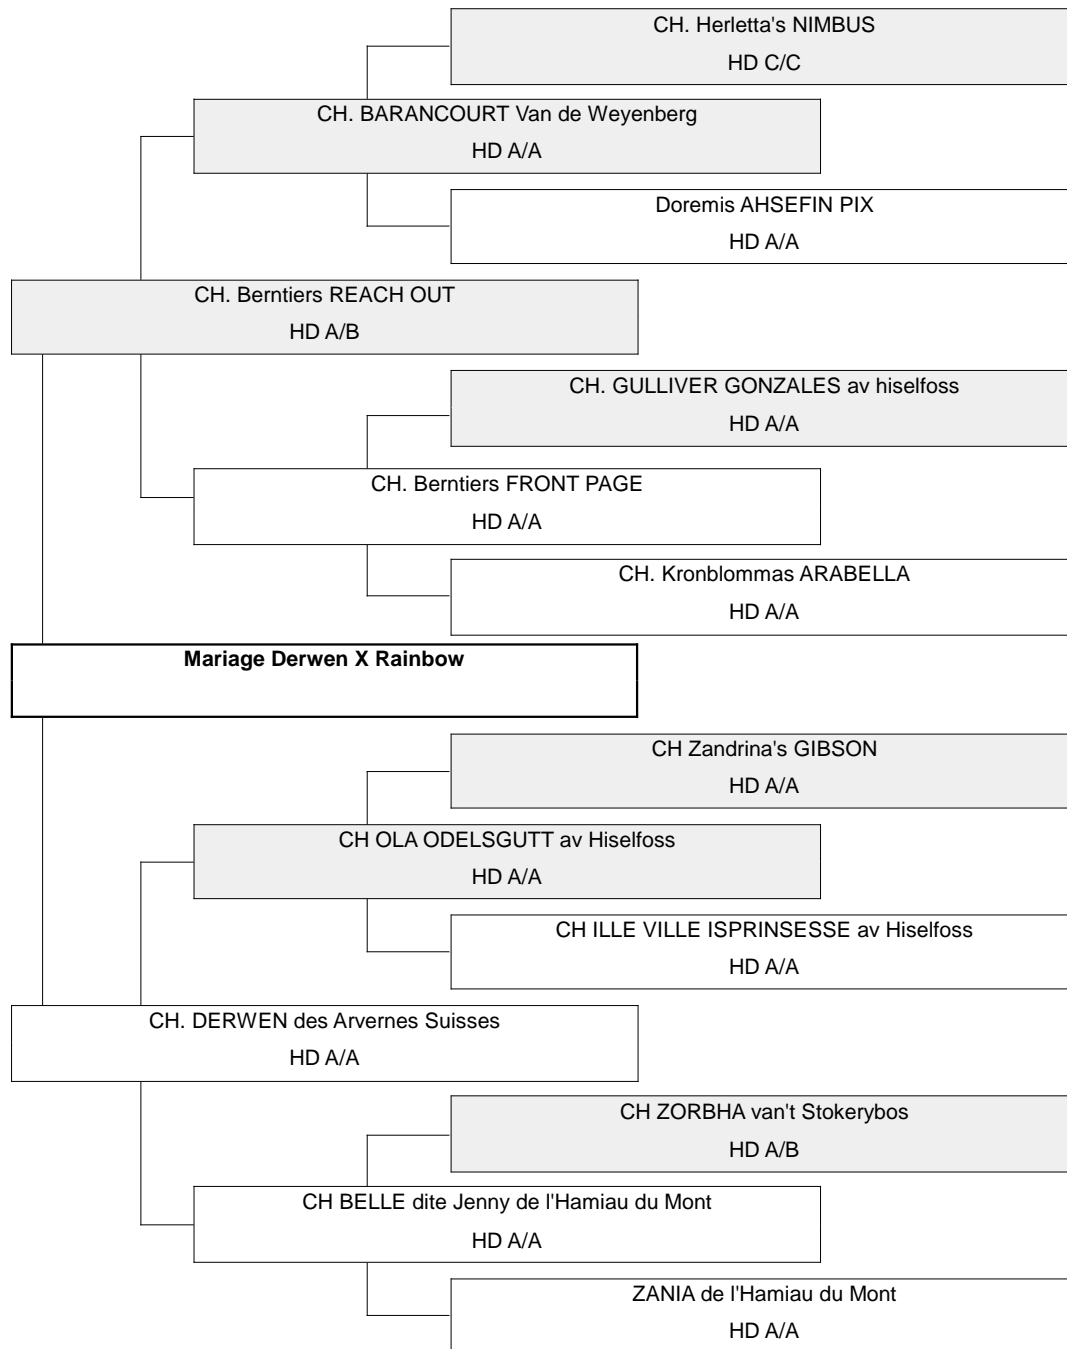 CH. Herletta's NIMBUS
HD C/C
CH. BARANCOURT Van de Weyenberg
HD A/A
Doremis AHSEFIN PIX
HD A/A
CH. Berntiers REACH OUT
HD A/B
CH. GULLIVER GONZALES av hiselfoss
HD A/A
CH. Berntiers FRONT PAGE
HD A/A
CH. Kronblommas ARABELLA
HD A/A
Mariage Derwen X Rainbow
CH Zandrina's GIBSON
HD A/A
CH OLA ODELSGUTT av Hiselfoss
HD A/A
CH ILLE VILLE ISPRINSESSE av Hiselfoss
HD A/A
CH. DERWEN des Arvernes Suisses
HD A/A
CH ZORBHA van't Stokerybos
HD A/B
CH BELLE dite Jenny de l'Hamiau du Mont
HD A/A
ZANIA de l'Hamiau du Mont
HD A/A